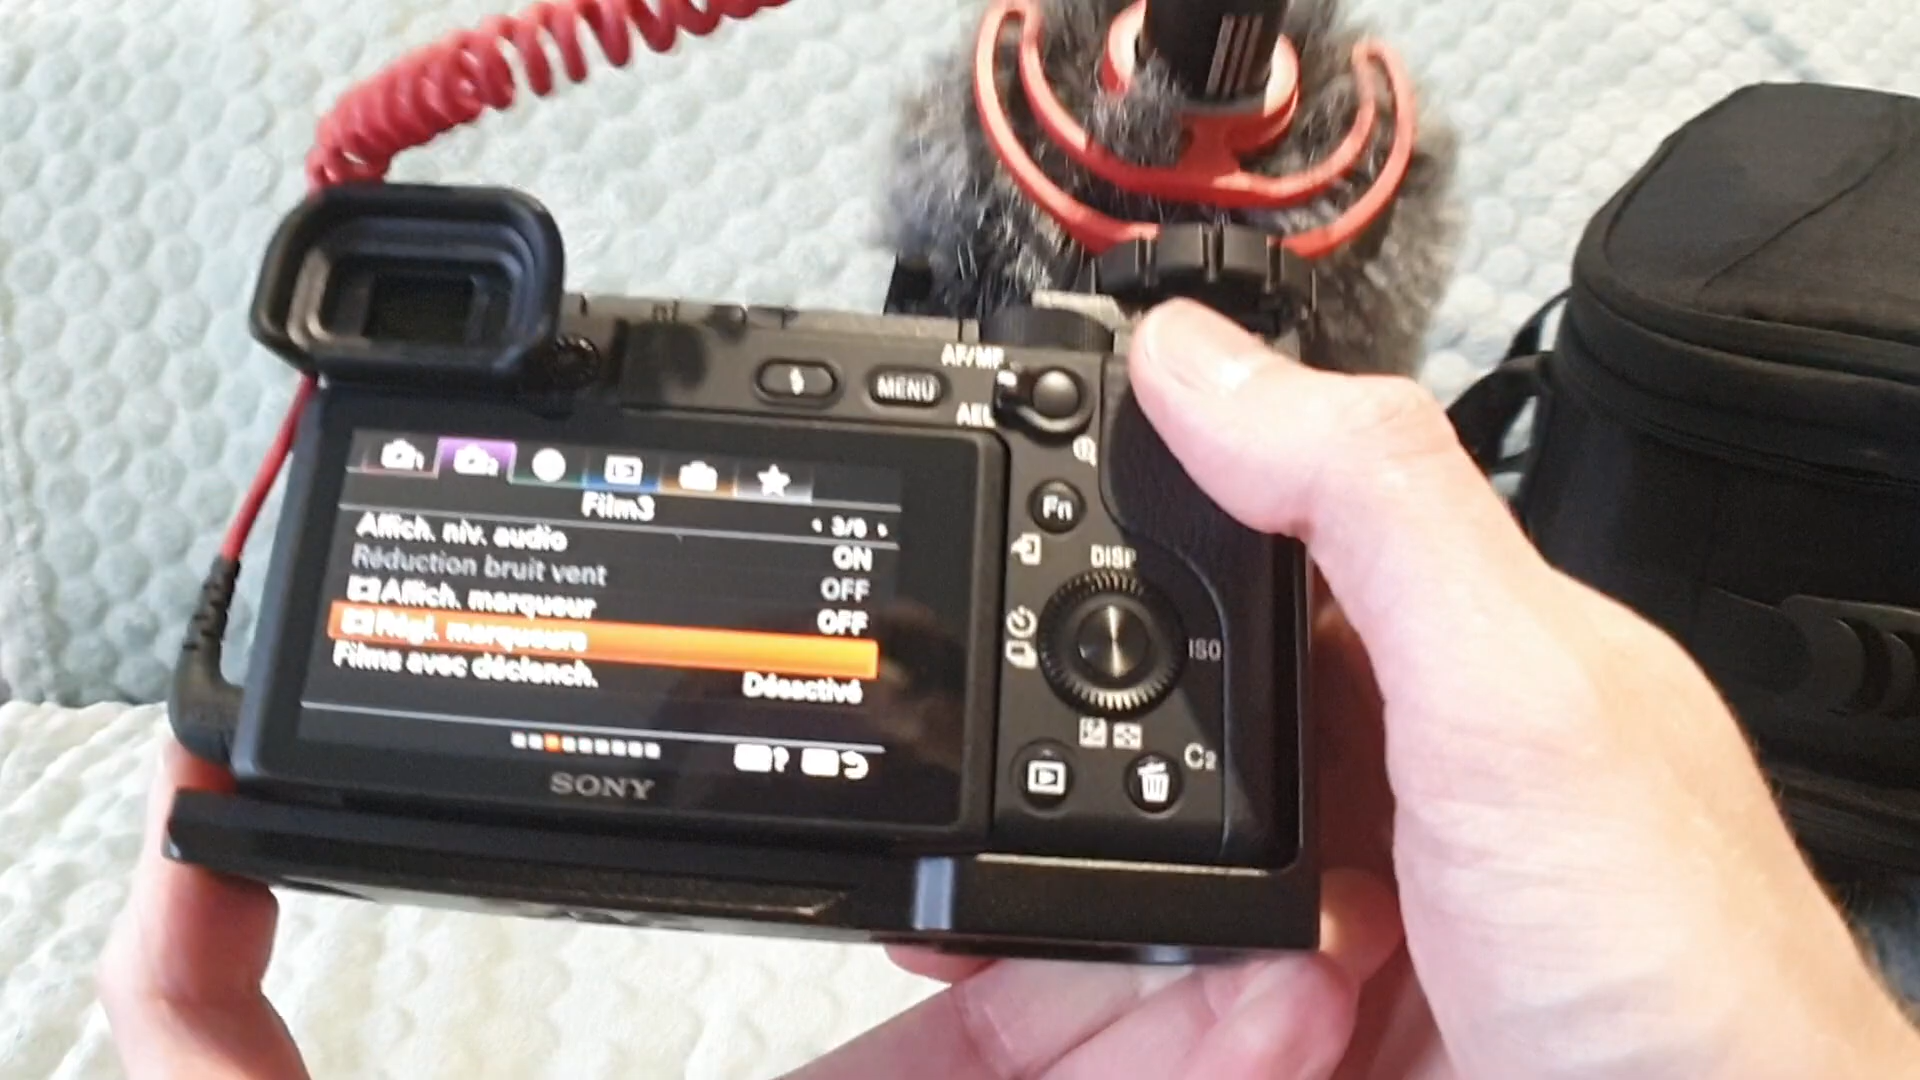 AF/MF
MENU
AEL
Film3
3/9
Affich. niv. audio ON
Réduction bruit vent OFF
Affich. marqueur OFF
Régl. marqueurs
Films avec déclench. Désactivé
?
SONY
Fn
DISP
ISO
C2